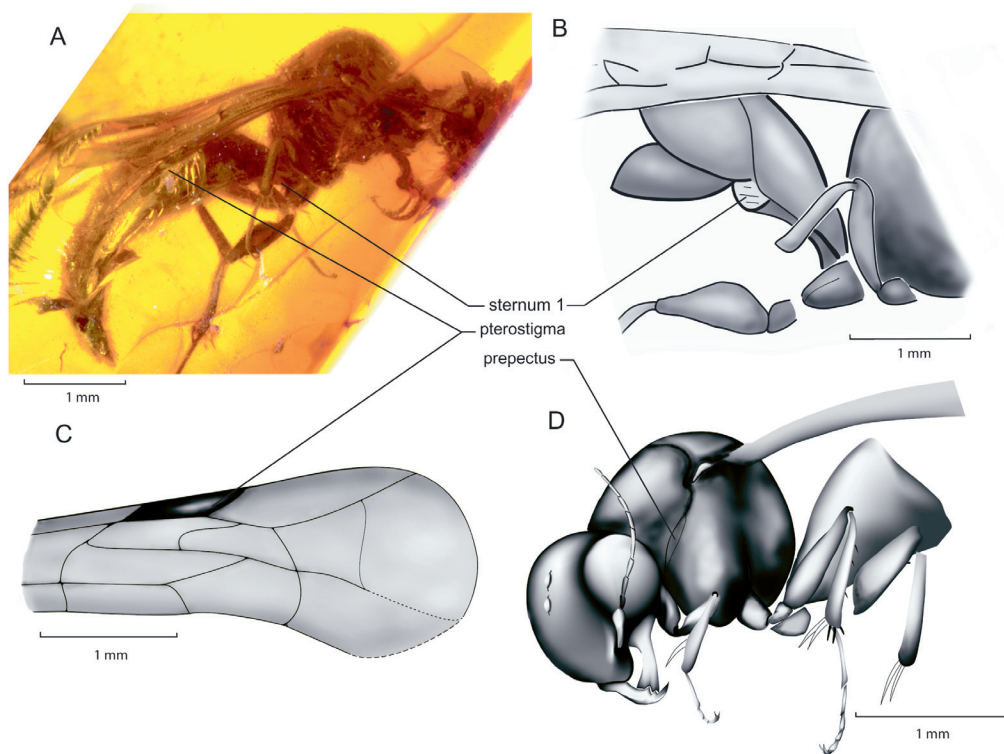 A
B
sternum 1
pterostigma
prepectus
1 mm
1 mm
C
D
1 mm
1 mm